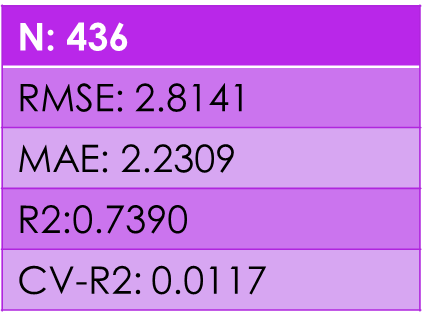 N: 436
RMSE: 2.8141
MAE: 2.2309
R2:0.7390
CV-R2: 0.0117